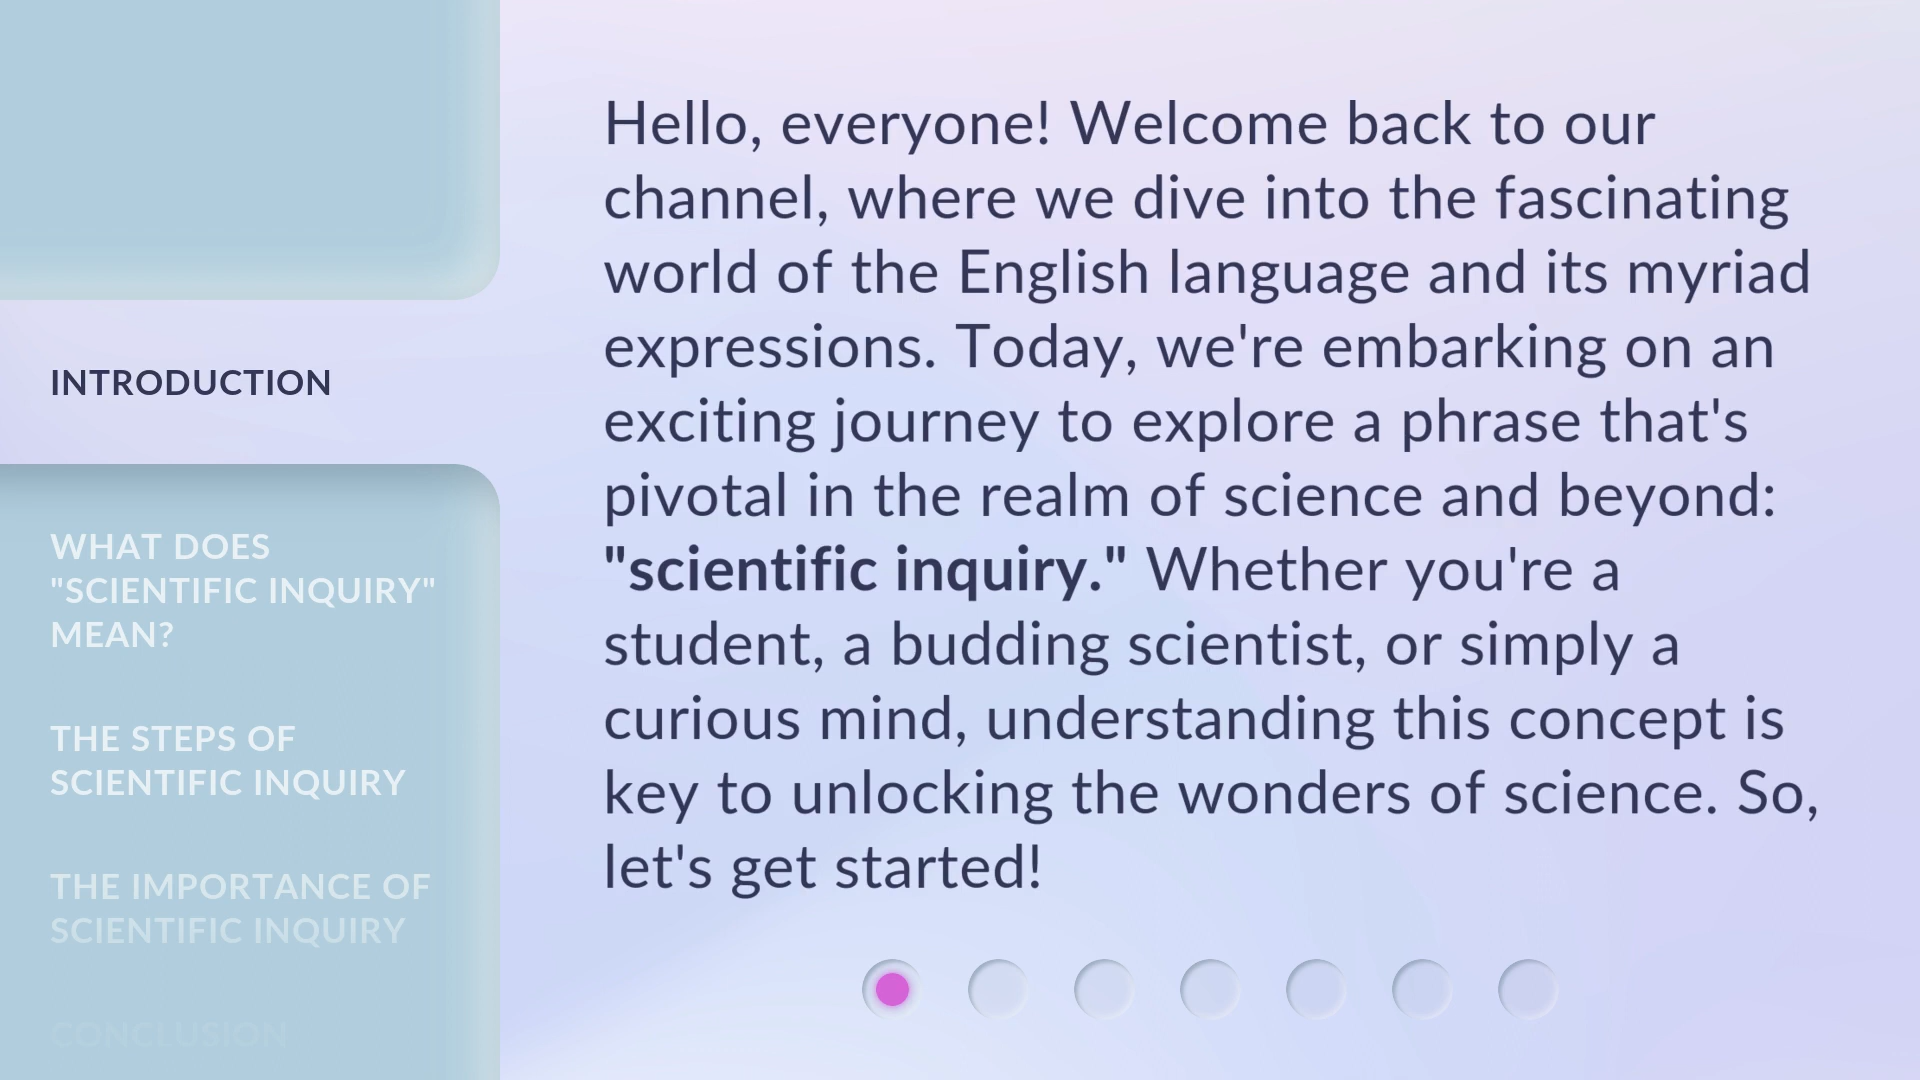 INTRODUCTION
WHAT DOES
"SCIENTIFIC INQUIRY"
MEAN?
THE STEPS OF
SCIENTIFIC INQUIRY
THE IMPORTANCE OF
SCIENTIFIC INQUIRY
CONCLUSION
Hello, everyone! Welcome back to our
channel, where we dive into the fascinating
world of the English language and its myriad
expressions. Today, we're embarking on an
exciting journey to explore a phrase that's
pivotal in the realm of science and beyond:
"scientific inquiry." Whether you're a
student, a budding scientist, or simply a
curious mind, understanding this concept is
key to unlocking the wonders of science. So,
let's get started!